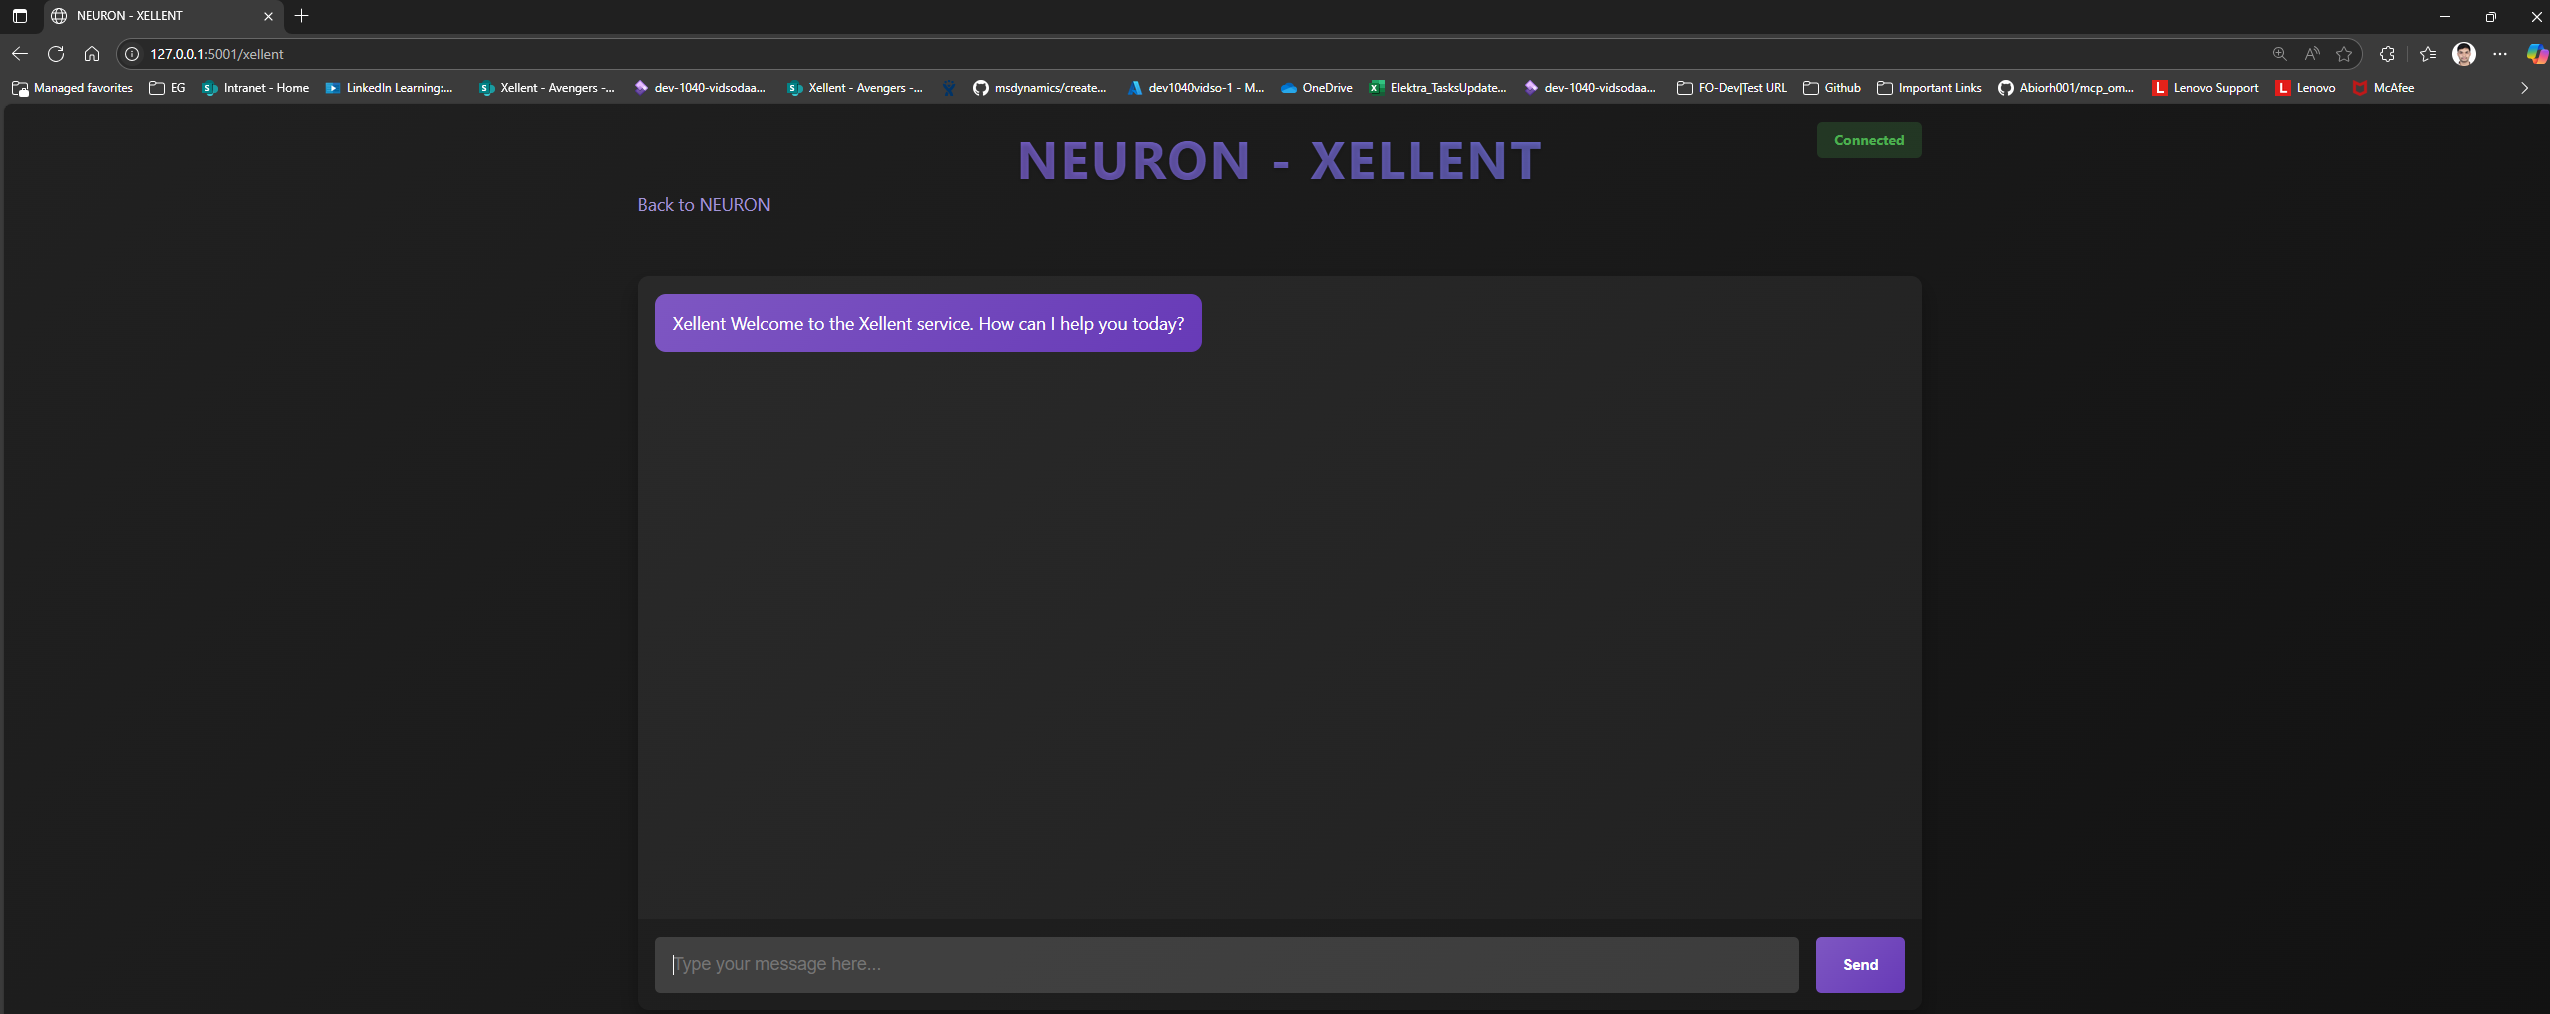 NEURON - XELLENT
127.0.0.1:5001/xellent
Managed favorites EG Intranet - Home LinkedIn Learning:... Xellent - Avengers -... dev-1040-vidsodaa... Xellent - Avengers -... msdynamics/create... dev1040vidso-1 - M... OneDrive Elektra_TasksUpdate... dev-1040-vidsodaa... FO-Dev|Test URL Github Important Links Abiorh001/mcp_om... Lenovo Support Lenovo McAfee
NEURON - XELLENT
Connected
Back to NEURON
Xellent Welcome to the Xellent service. How can I help you today?
Type your message here...
Send